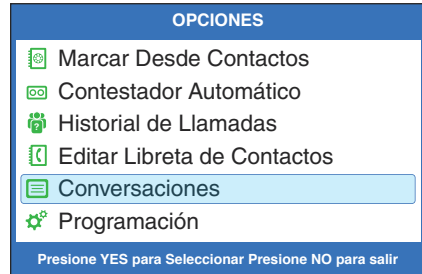 OPCIONES
Marcar Desde Contactos
Contestador Automático
Historial de Llamadas
Editar Libreta de Contactos
Conversaciones
Programación
Presione YES para Seleccionar Presione NO para salir